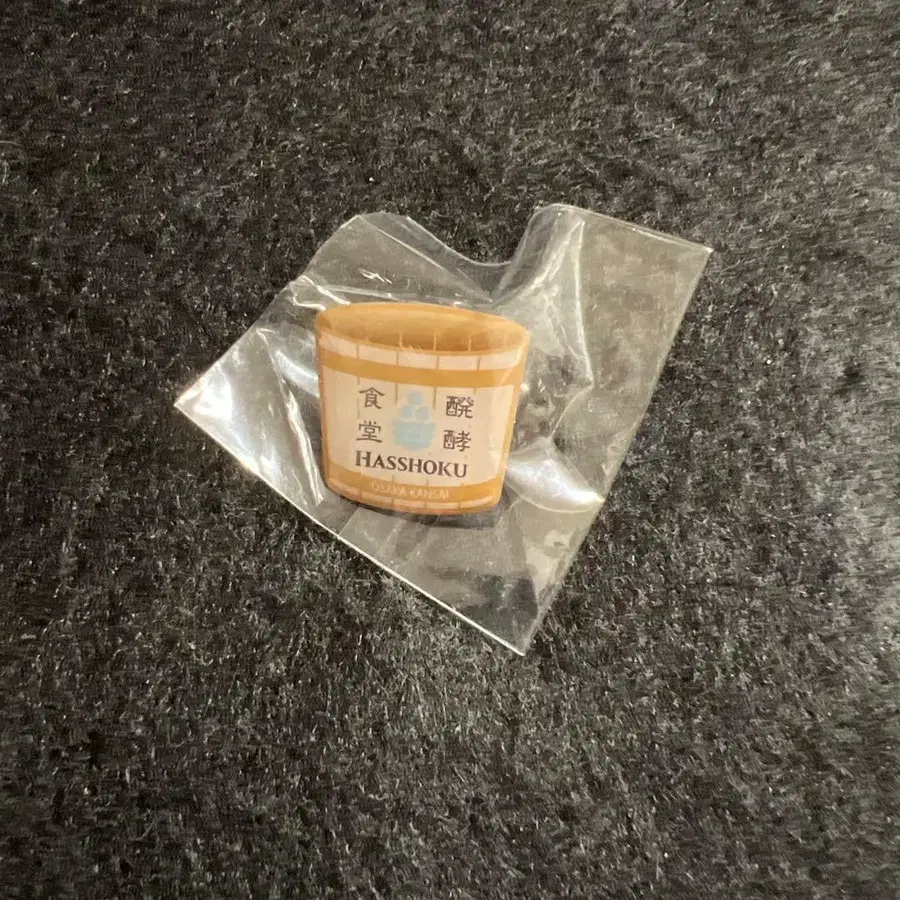 醗酵
食堂
HASSHOKU
OSAKA KANSAI